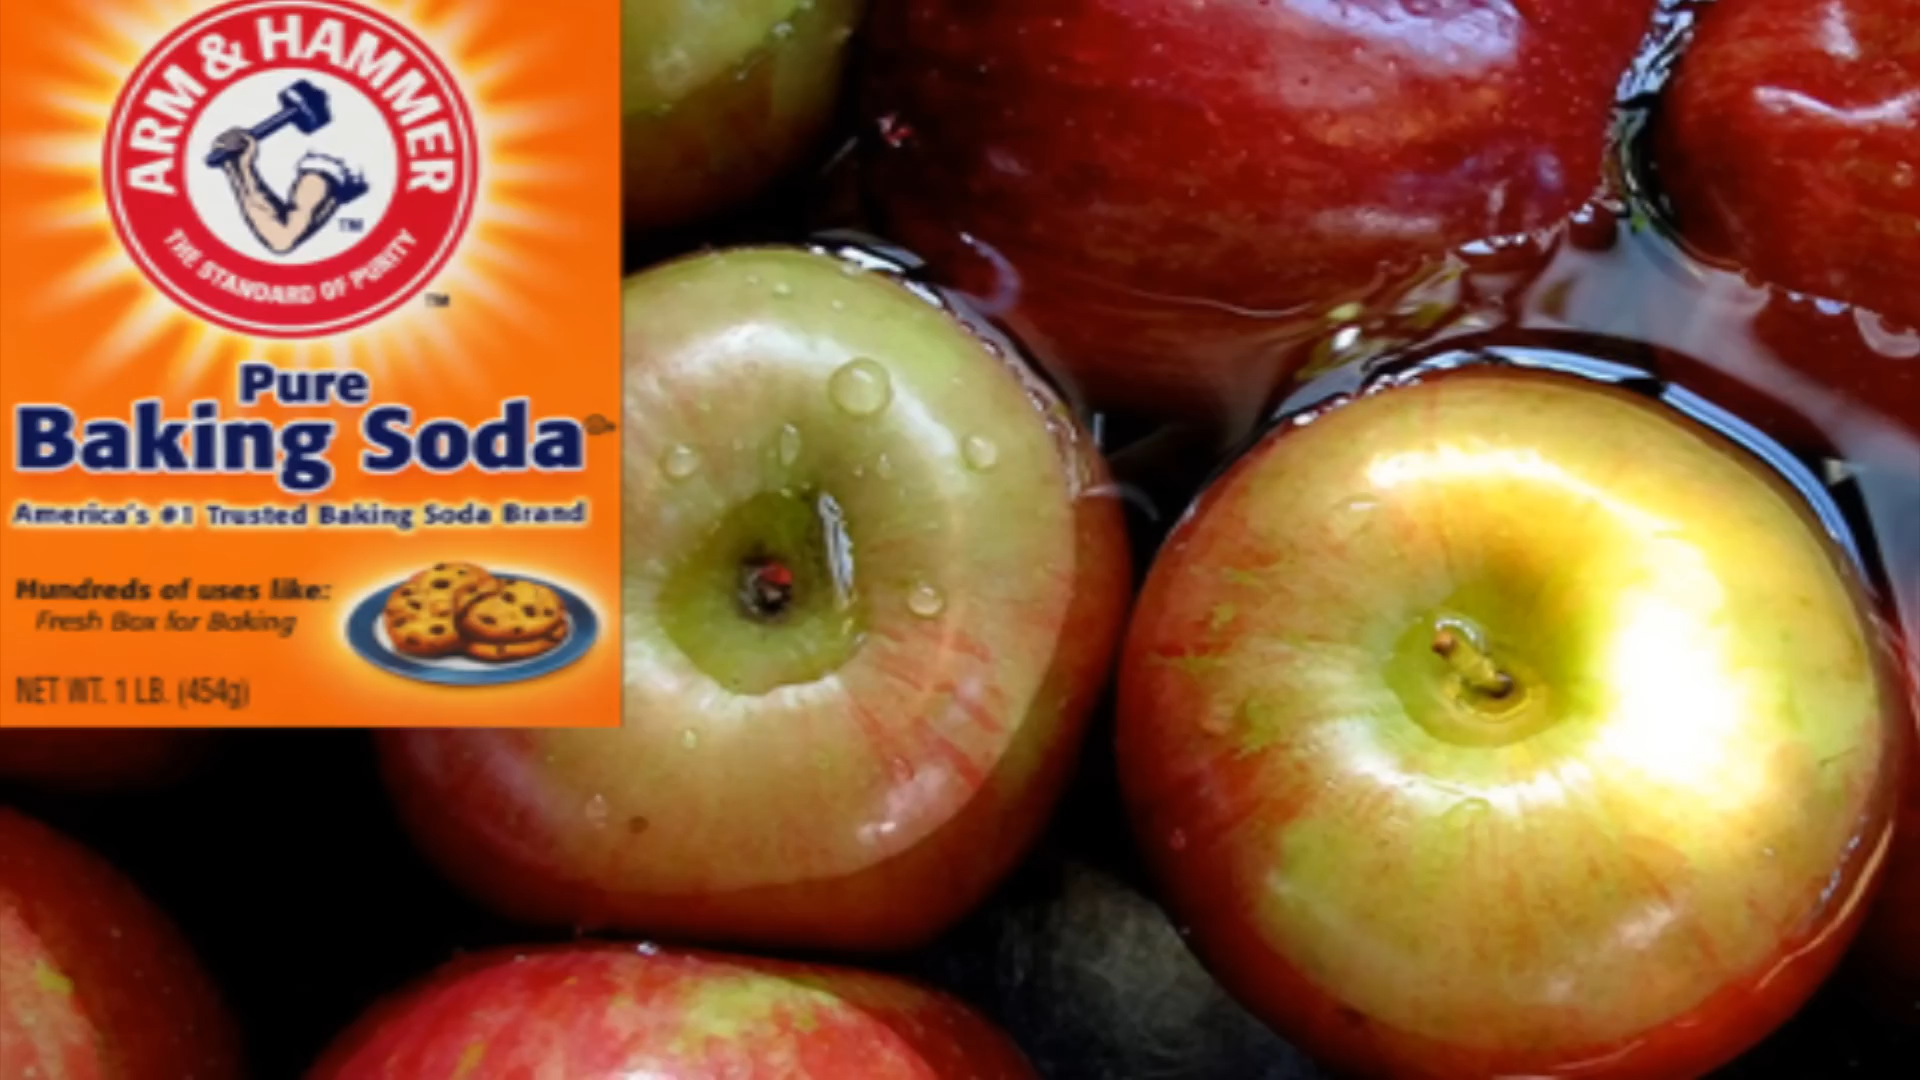 ARM & HAMMER
THE STANDARD OF PURITY
TM
TM
Pure
Baking Soda
America's #1 Trusted Baking Soda Brand
Hundreds of uses like:
Fresh Box for Baking
NET WT. 1 LB. (454g)